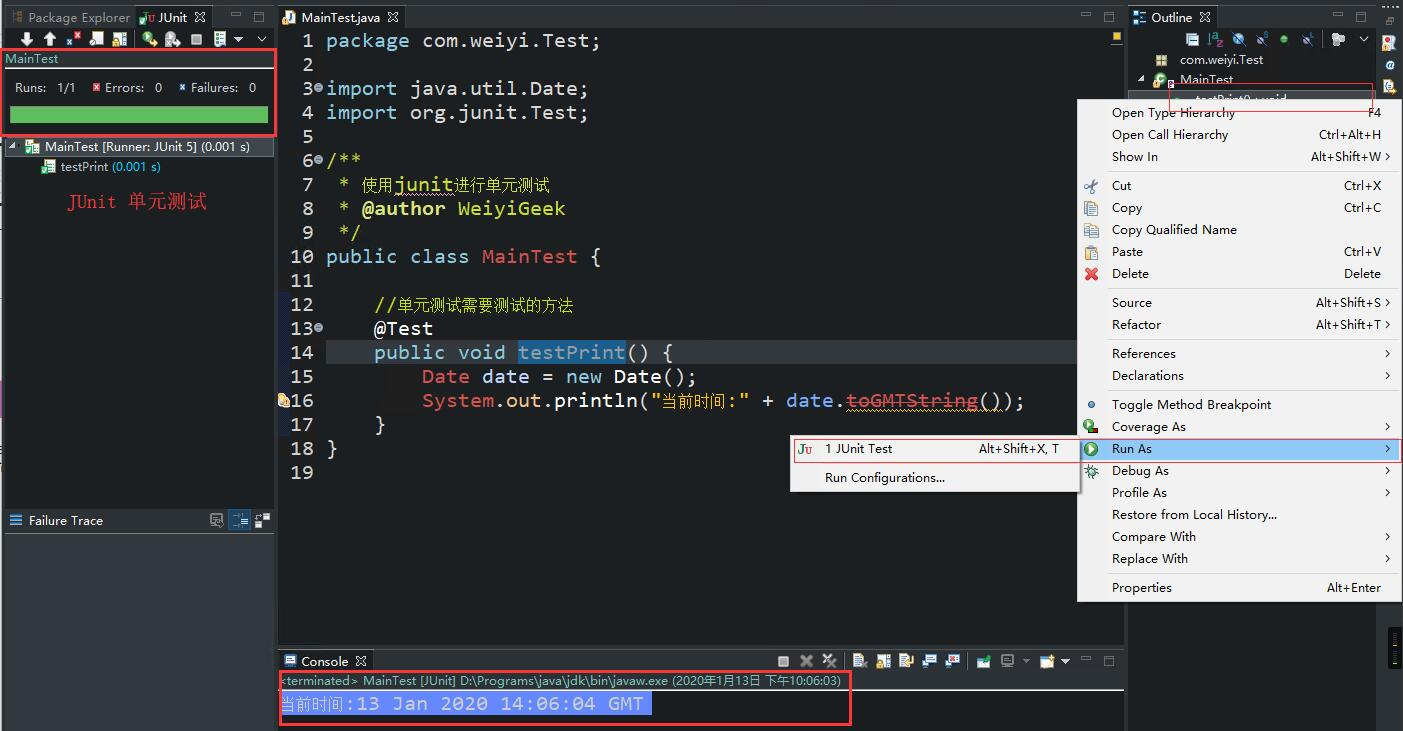 Package Explorer
JUnit
MainTest
Runs: 1/1 Errors: 0 Failures: 0
MainTest [Runner: JUnit 5] (0.001 s)
testPrint (0.001 s)
JUnit 单元测试
Failure Trace
MainTest.java
1 package com.weiyi.Test;
2
3 import java.util.Date;
4 import org.junit.Test;
5
6 /**
7 * 使用junit进行单元测试
8 * @author WeiyiGeek
9 */
10 public class MainTest {
11
12 //单元测试需要测试的方法
13 @Test
14 public void testPrint() {
15 Date date = new Date();
16 System.out.println("当前时间:" + date.toGMTString());
17 }
18 }
19
Console
<terminated> MainTest [JUnit] D:\Programs\java\jdk\bin\javaw.exe (2020年1月13日 下午10:06:03)
当前时间:13 Jan 2020 14:06:04 GMT
Outline
com.weiyi.Test
MainTest
testPrint() : void
Open Type Hierarchy F4
Open Call Hierarchy Ctrl+Alt+H
Show In Alt+Shift+W >
Cut Ctrl+X
Copy Ctrl+C
Copy Qualified Name
Paste Ctrl+V
Delete Delete
Source Alt+Shift+S >
Refactor Alt+Shift+T >
References >
Declarations >
Toggle Method Breakpoint
Coverage As >
Run As >
Debug As >
Profile As >
Restore from Local History...
Compare With >
Replace With >
Properties Alt+Enter
1 JUnit Test Alt+Shift+X, T
Run Configurations...